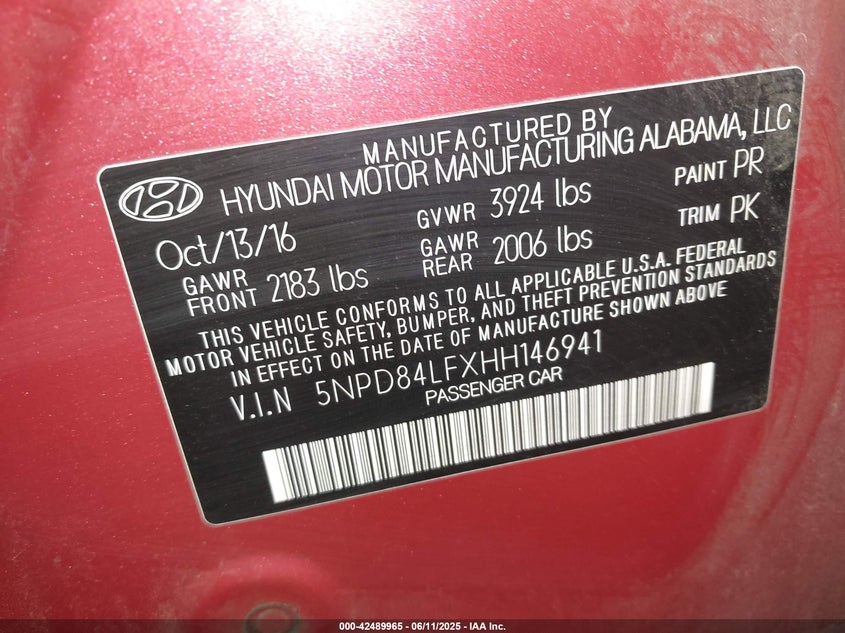 MANUFACTURED BY
HYUNDAI MOTOR MANUFACTURING ALABAMA, LLC
Oct/13/16 GVWR 3924 lbs PAINT PR
GAWR FRONT 2183 lbs GAWR REAR 2006 lbs TRIM PK
THIS VEHICLE CONFORMS TO ALL APPLICABLE U.S.A. FEDERAL
MOTOR VEHICLE SAFETY, BUMPER, AND THEFT PREVENTION STANDARDS
IN EFFECT ON THE DATE OF MANUFACTURE SHOWN ABOVE
V.I.N 5NPD84LFXHH146941
PASSENGER CAR
000-42489965 - 06/11/2025 - IAA Inc.